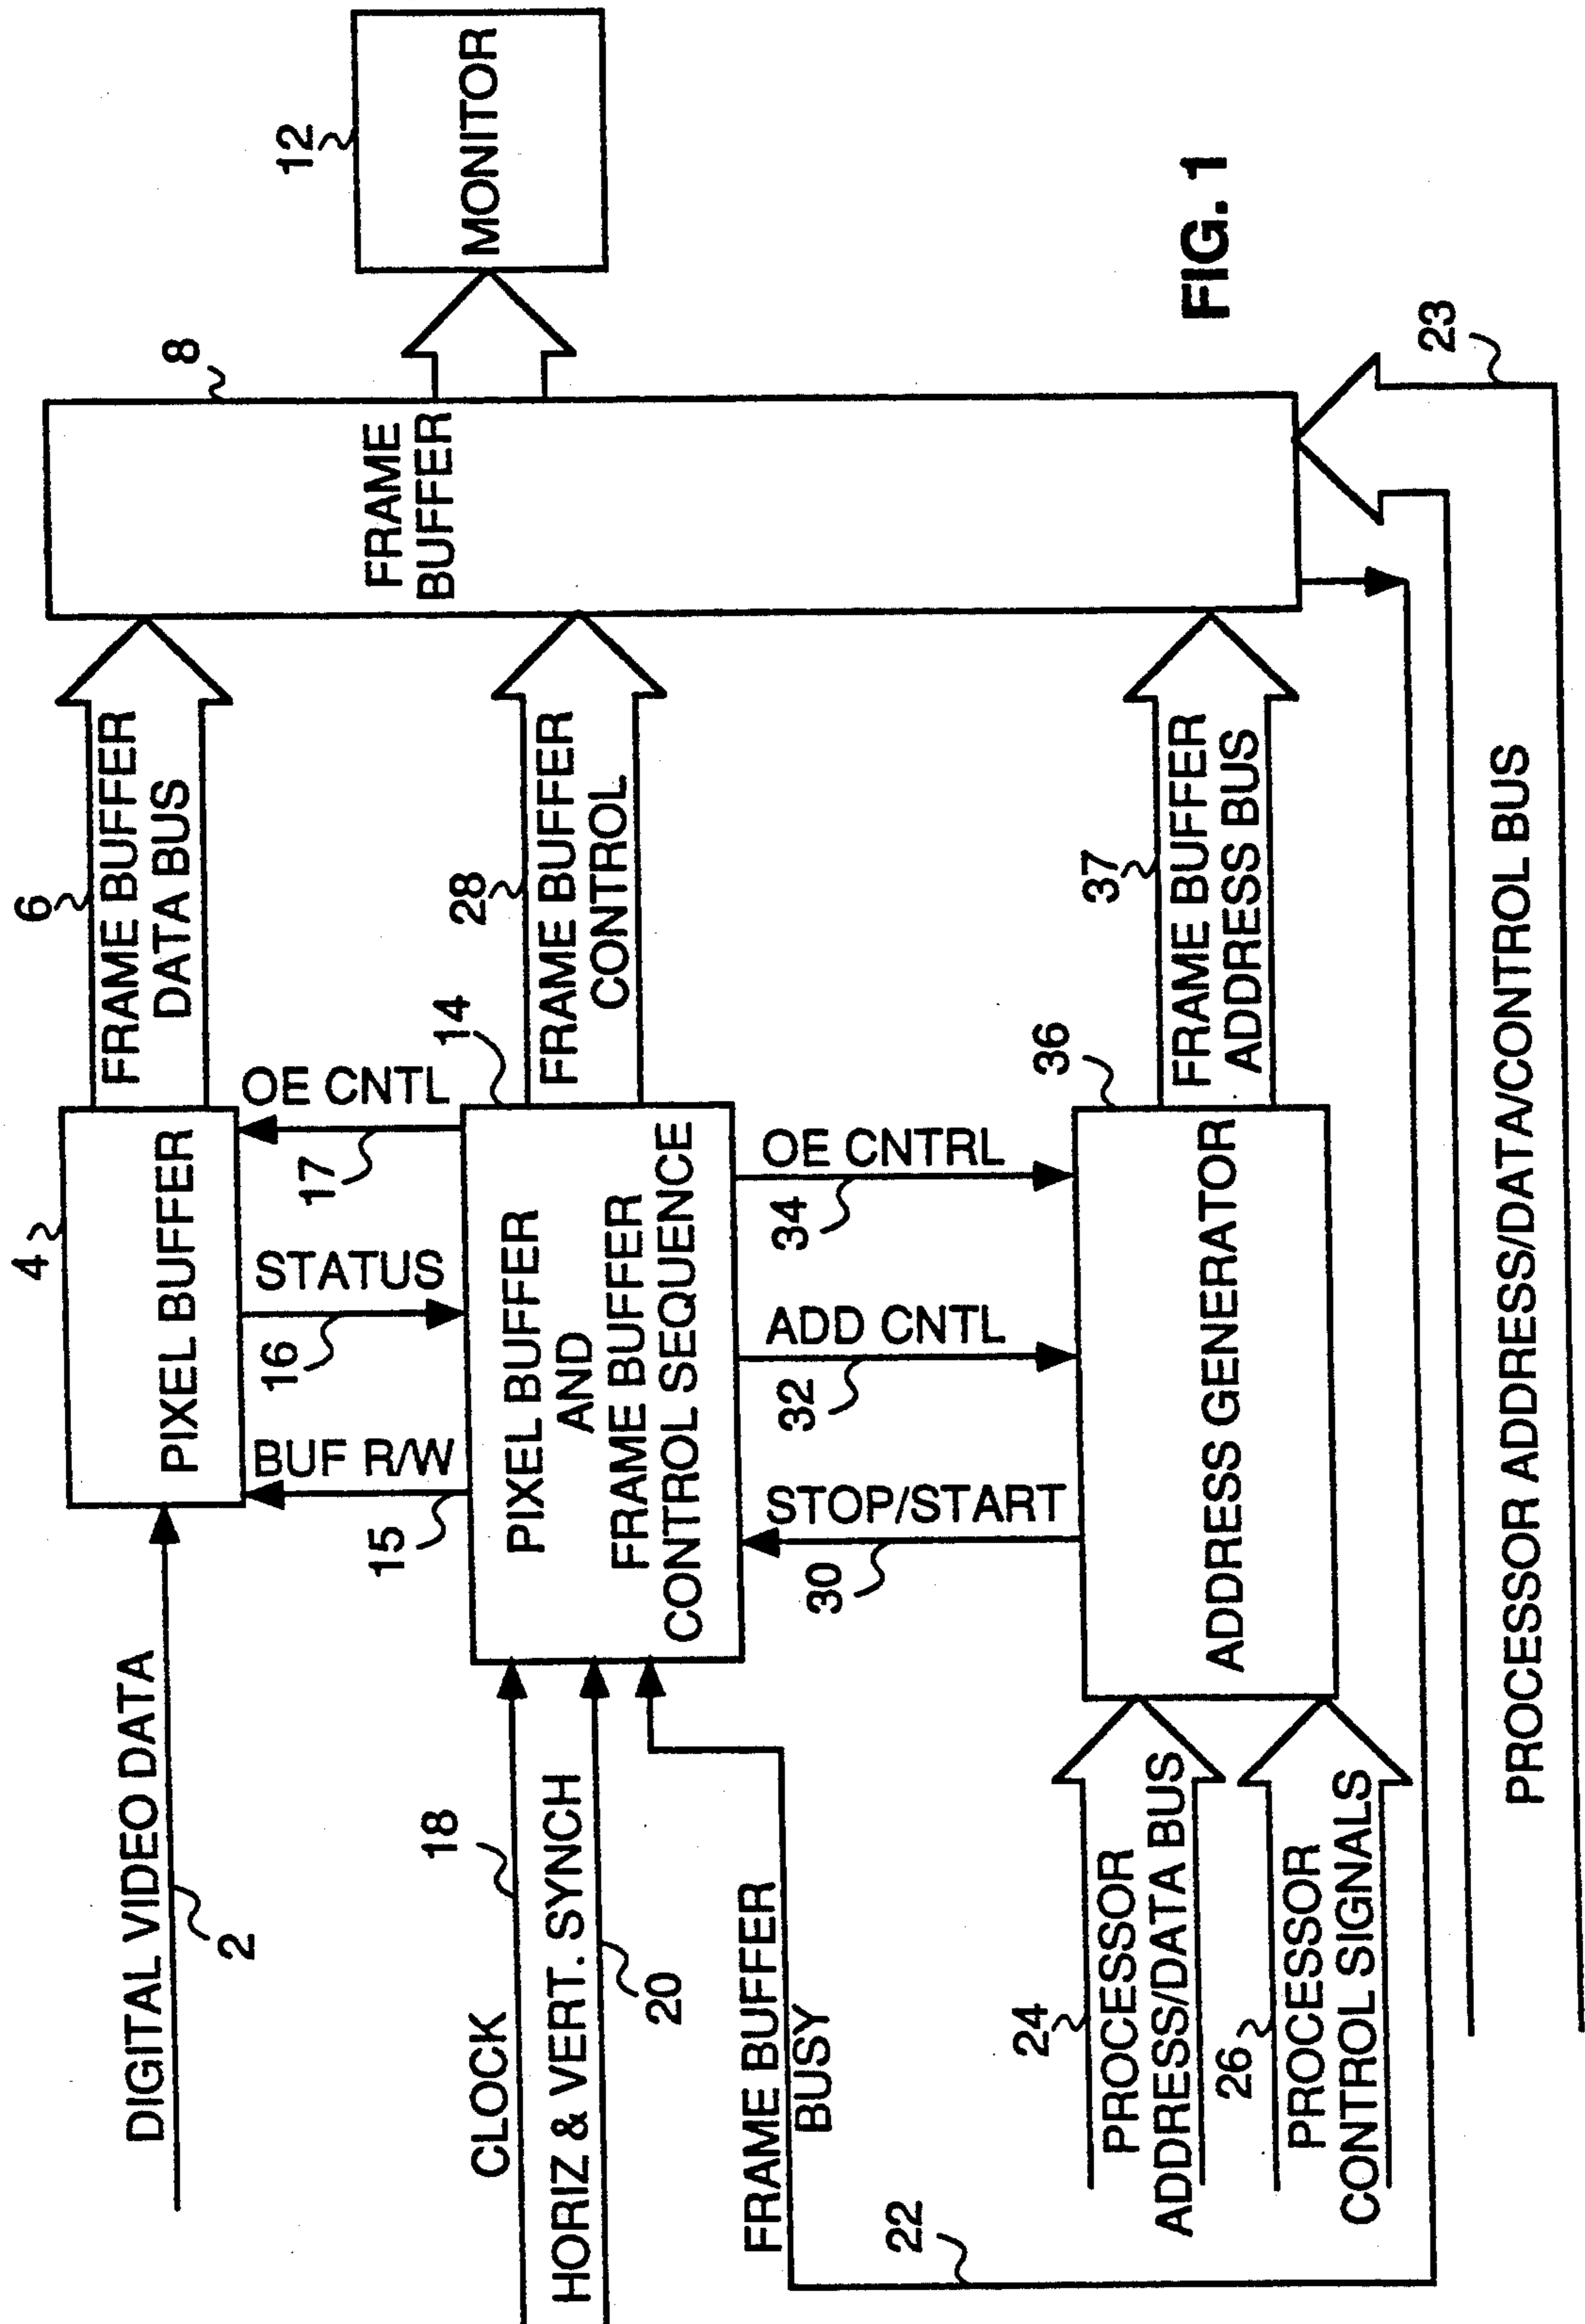 6
4
FRAME BUFFER
DATA BUS
8
DIGITAL VIDEO DATA
2
PIXEL BUFFER
12
MONITOR
BUF R/W
15
STATUS
16
OE CNTL
17
14
28
FRAME BUFFER
CONTROL
FRAME
BUFFER
18
CLOCK
HORIZ & VERT. SYNCH
20
PIXEL BUFFER
AND
FRAME BUFFER
CONTROL SEQUENCE
FRAME BUFFER
BUSY
22
STOP/START
30
ADD CNTL
32
OE CNTRL
34
36
37
FRAME BUFFER
ADDRESS BUS
24
PROCESSOR
ADDRESS/DATA BUS
26
PROCESSOR
CONTROL SIGNALS
ADDRESS GENERATOR
FIG. 1
23
PROCESSOR ADDRESS/DATA/CONTROL BUS